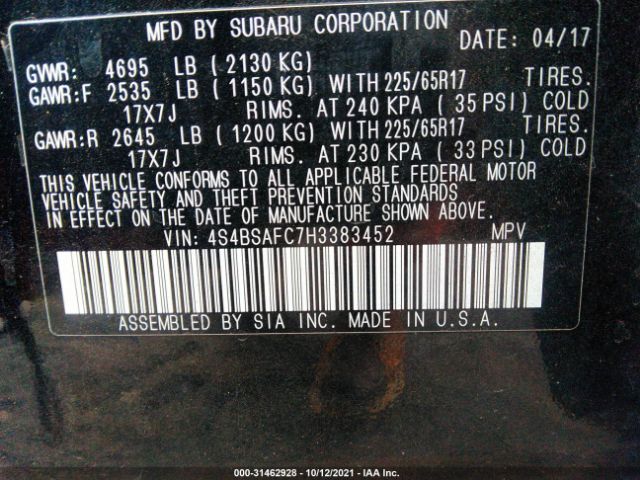 MFD BY SUBARU CORPORATION
DATE: 04/17
GVWR: 4695 LB (2130 KG)
GAWR:F 2535 LB (1150 KG) WITH 225/65R17 TIRES.
17X7J RIMS. AT 240 KPA (35 PSI) COLD
GAWR:R 2645 LB (1200 KG) WITH 225/65R17 TIRES.
17X7J RIMS. AT 230 KPA (33 PSI) COLD
THIS VEHICLE CONFORMS TO ALL APPLICABLE FEDERAL MOTOR
VEHICLE SAFETY AND THEFT PREVENTION STANDARDS
IN EFFECT ON THE DATE OF MANUFACTURE SHOWN ABOVE.
VIN: 4S4BSAFC7H3383452 MPV
ASSEMBLED BY SIA INC. MADE IN U.S.A.
000-31462928 - 10/12/2021 - IAA Inc.